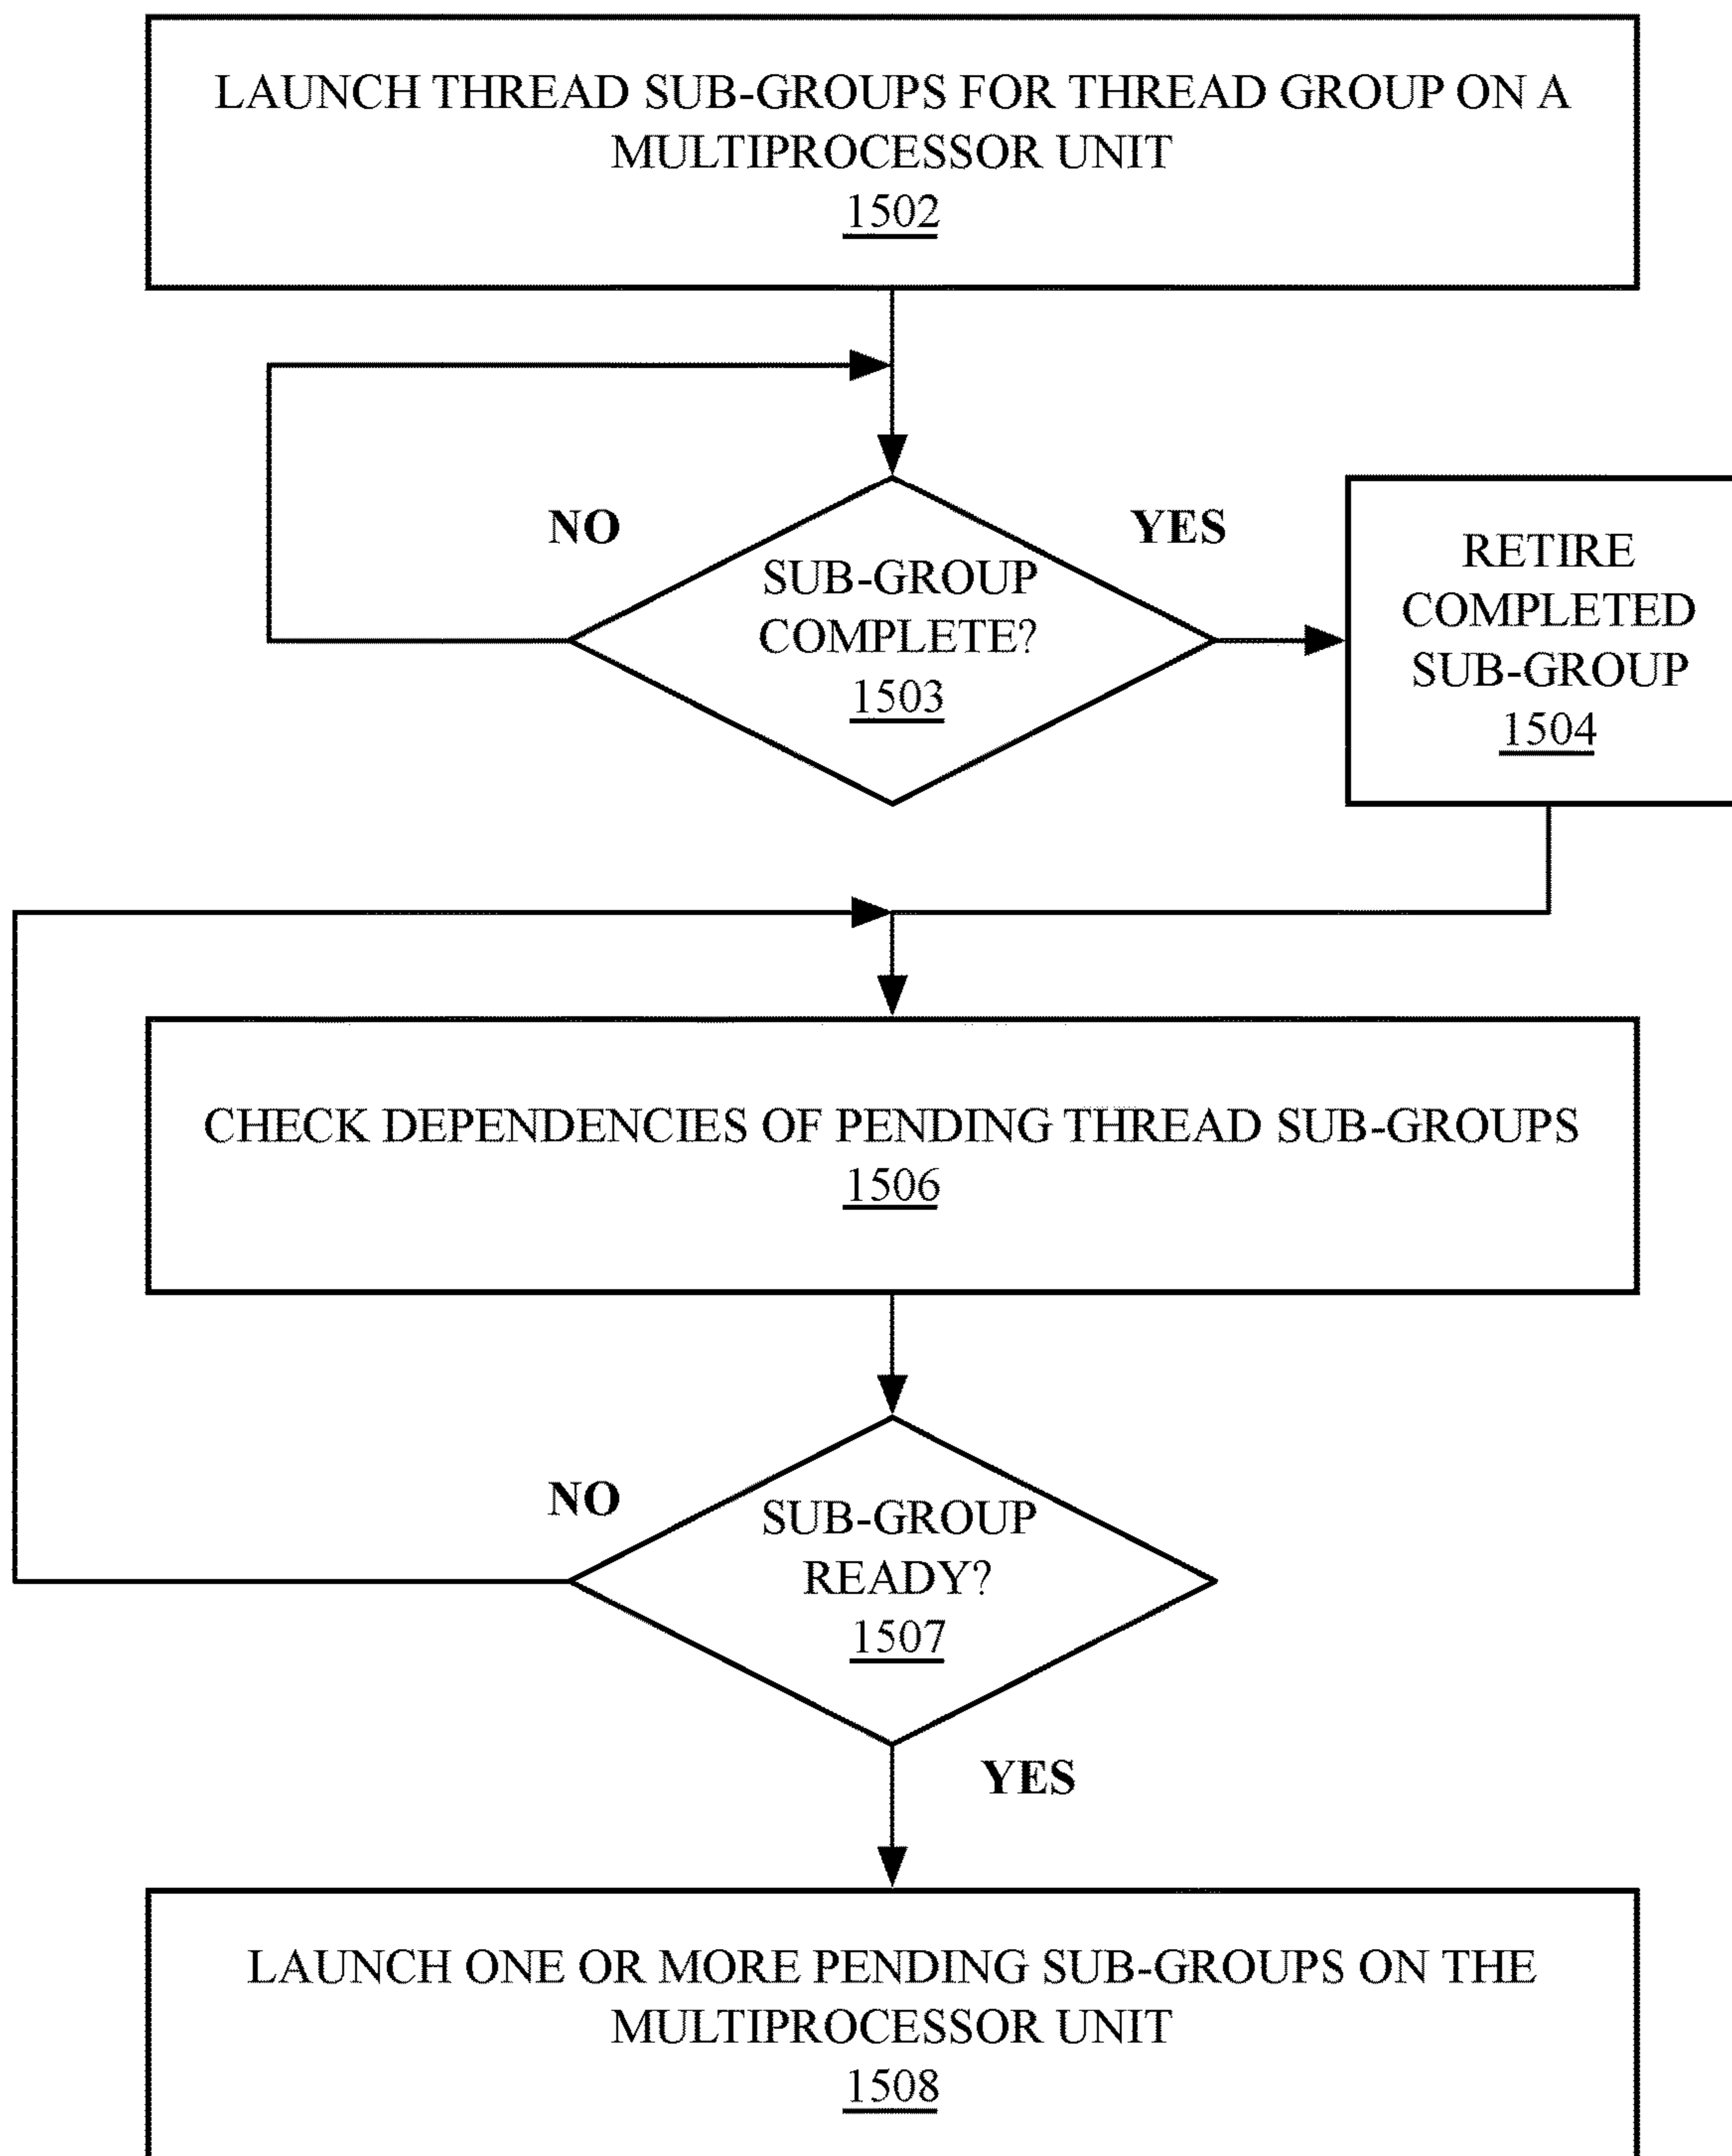 LAUNCH THREAD SUB-GROUPS FOR THREAD GROUP ON A
MULTIPROCESSOR UNIT
1502
NO
YES
SUB-GROUP
COMPLETE?
1503
RETIRE
COMPLETED
SUB-GROUP
1504
CHECK DEPENDENCIES OF PENDING THREAD SUB-GROUPS
1506
NO
SUB-GROUP
READY?
1507
YES
LAUNCH ONE OR MORE PENDING SUB-GROUPS ON THE
MULTIPROCESSOR UNIT
1508